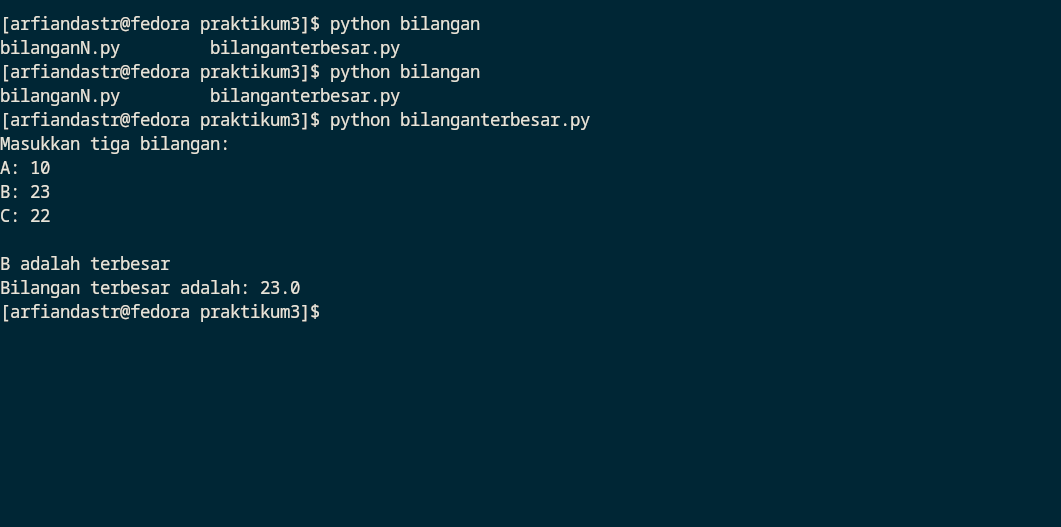 [arfiandastr@fedora praktikum3]$ python bilangan
bilanganN.py         bilanganterbesar.py
[arfiandastr@fedora praktikum3]$ python bilangan
bilanganN.py         bilanganterbesar.py
[arfiandastr@fedora praktikum3]$ python bilanganterbesar.py
Masukkan tiga bilangan:
A: 10
B: 23
C: 22
B adalah terbesar
Bilangan terbesar adalah: 23.0
[arfiandastr@fedora praktikum3]$